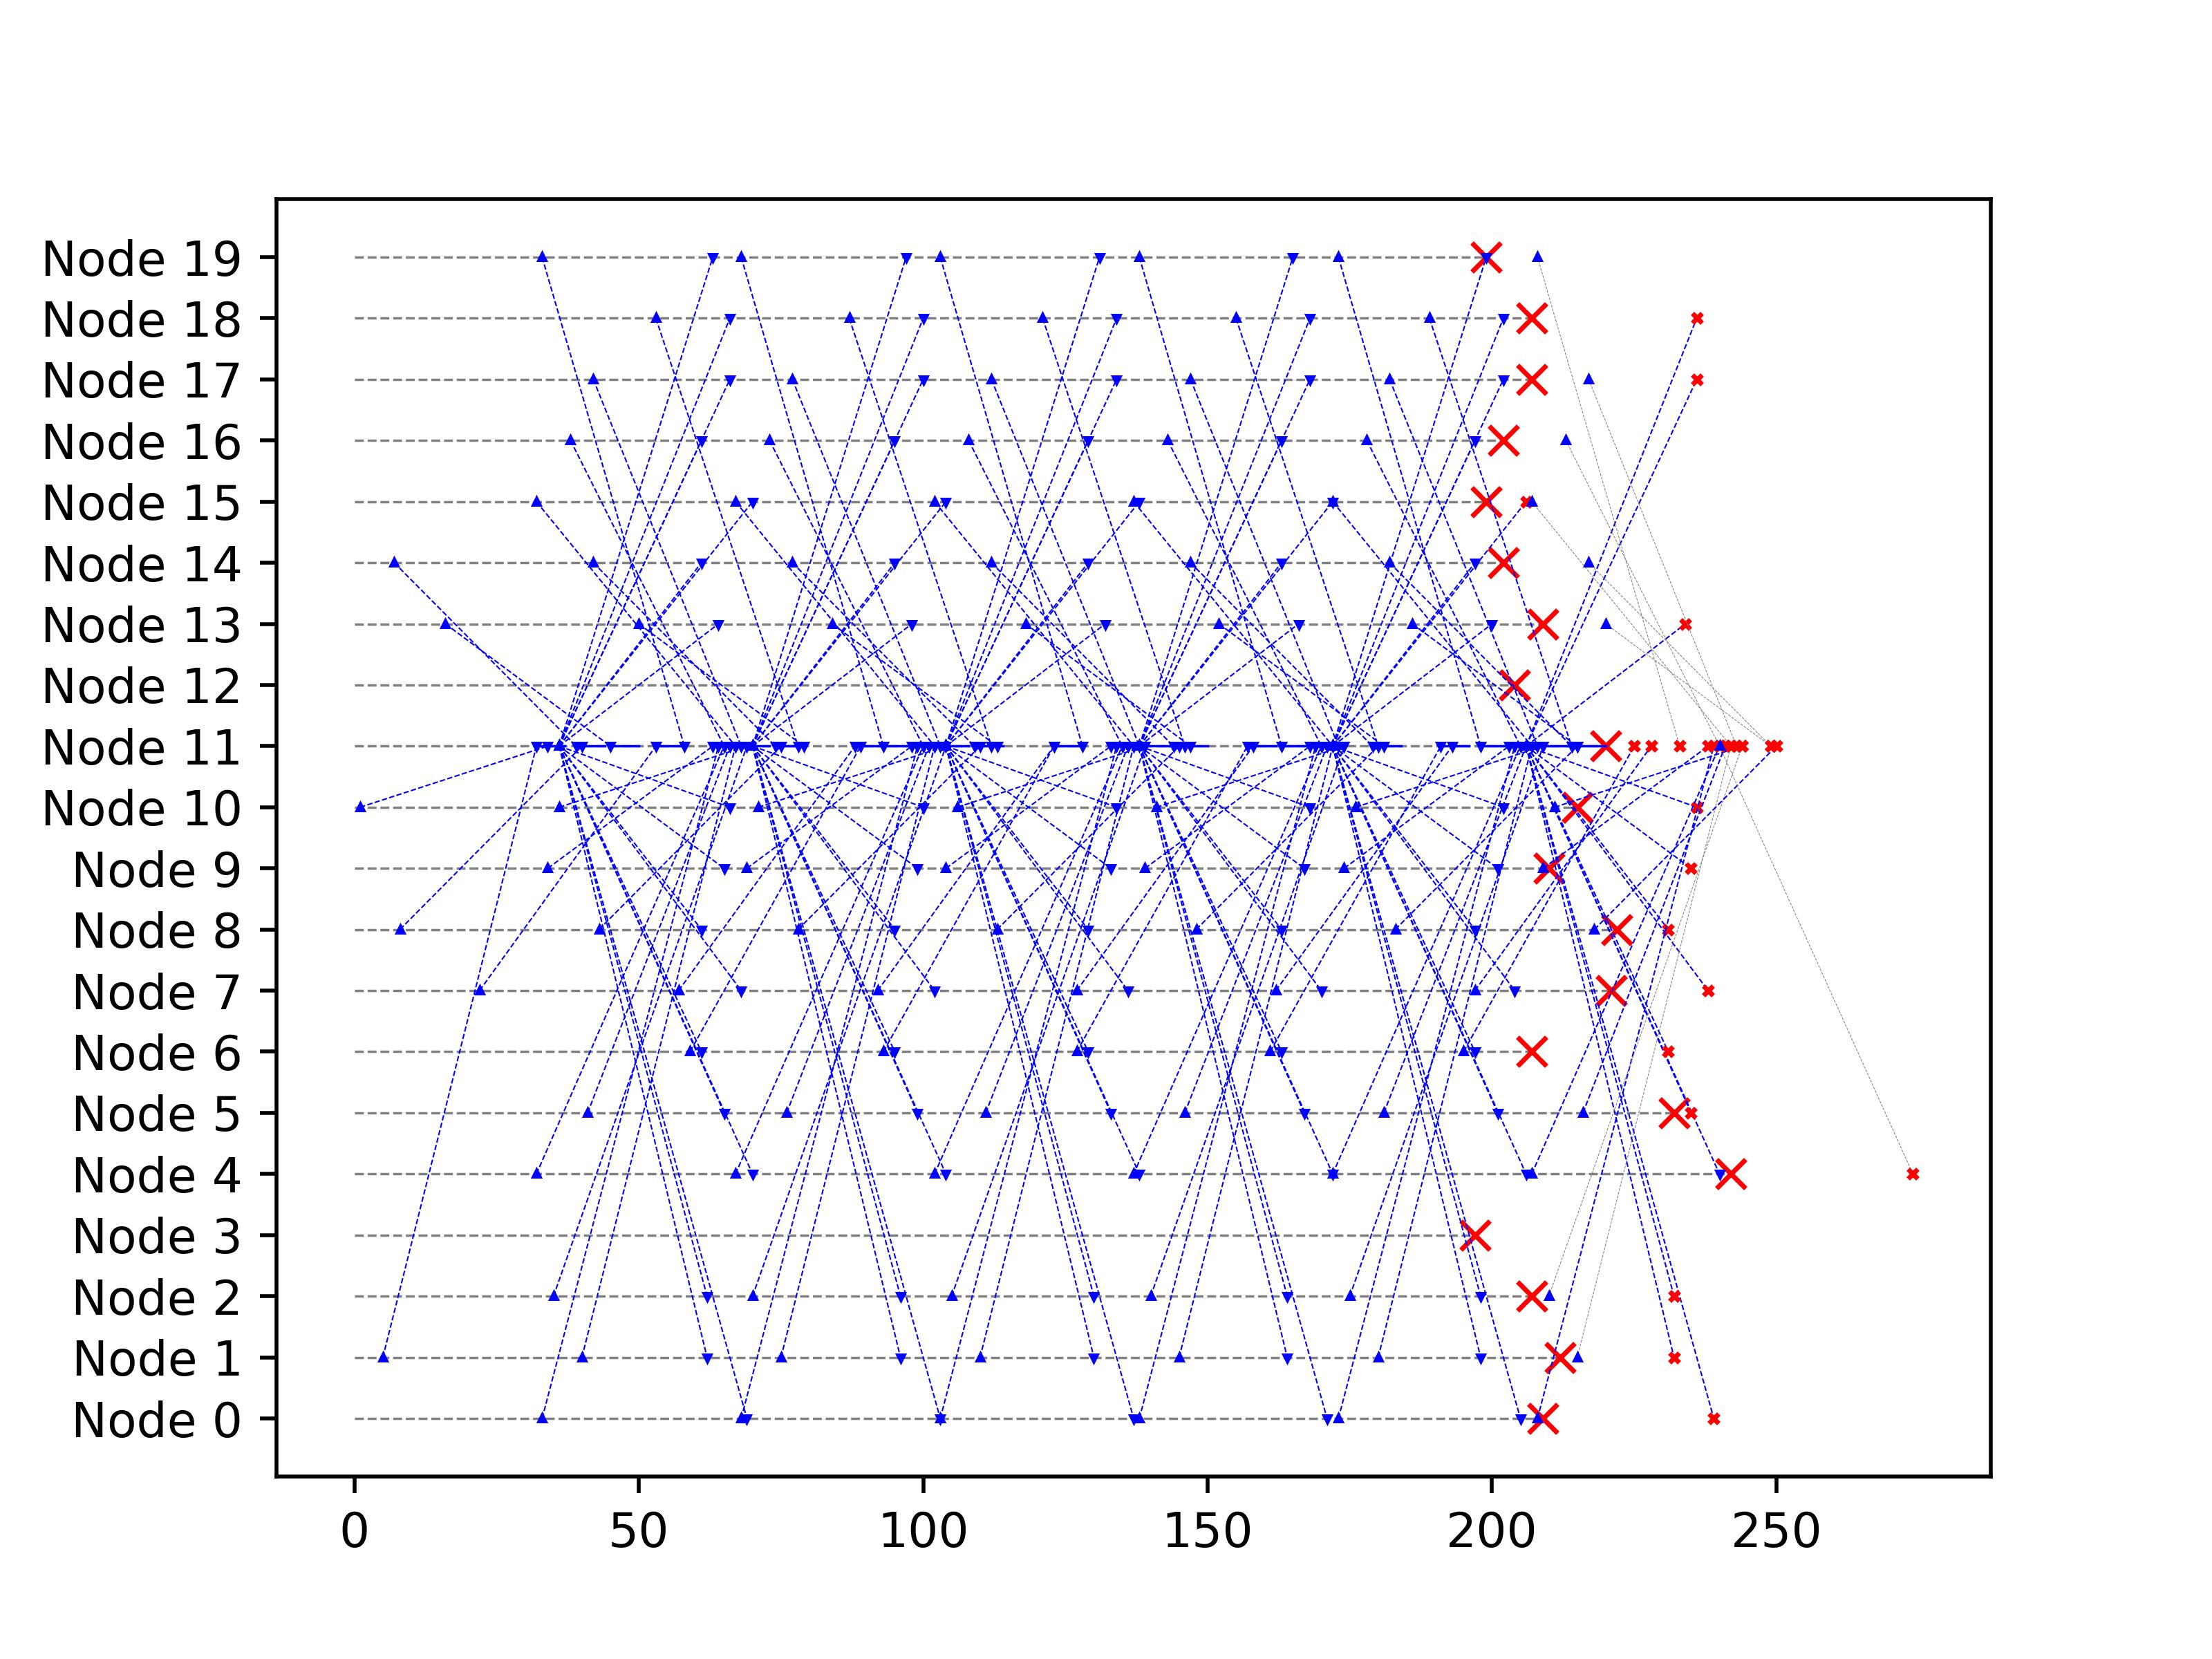 Node 19
Node 18
Node 17
Node 16
Node 15
Node 14
Node 13
Node 12
Node 11
Node 10
Node 9
Node 8
Node 7
Node 6
Node 5
Node 4
Node 3
Node 2
Node 1
Node 0
0 50 100 150 200 250